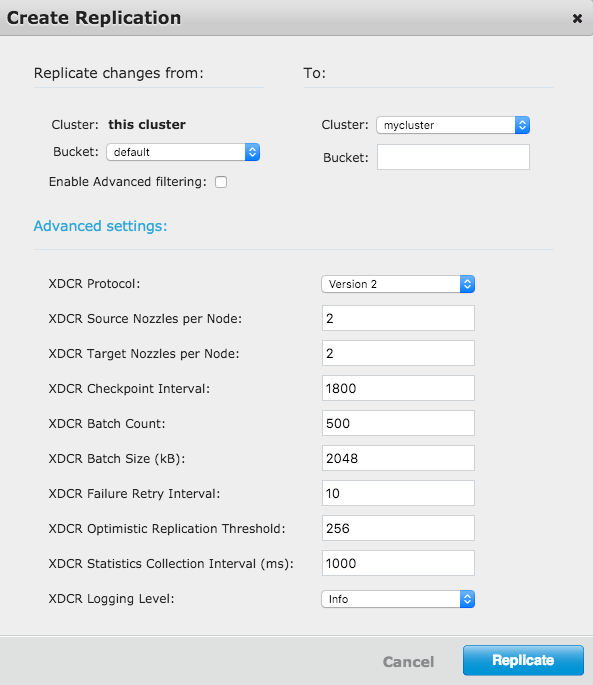 Create Replication ×
Replicate changes from: To:
Cluster: this cluster Cluster: mycluster
Bucket: default Bucket:
Enable Advanced filtering:
Advanced settings:
XDCR Protocol: Version 2
XDCR Source Nozzles per Node: 2
XDCR Target Nozzles per Node: 2
XDCR Checkpoint Interval: 1800
XDCR Batch Count: 500
XDCR Batch Size (kB): 2048
XDCR Failure Retry Interval: 10
XDCR Optimistic Replication Threshold: 256
XDCR Statistics Collection Interval (ms): 1000
XDCR Logging Level: Info
Cancel Replicate